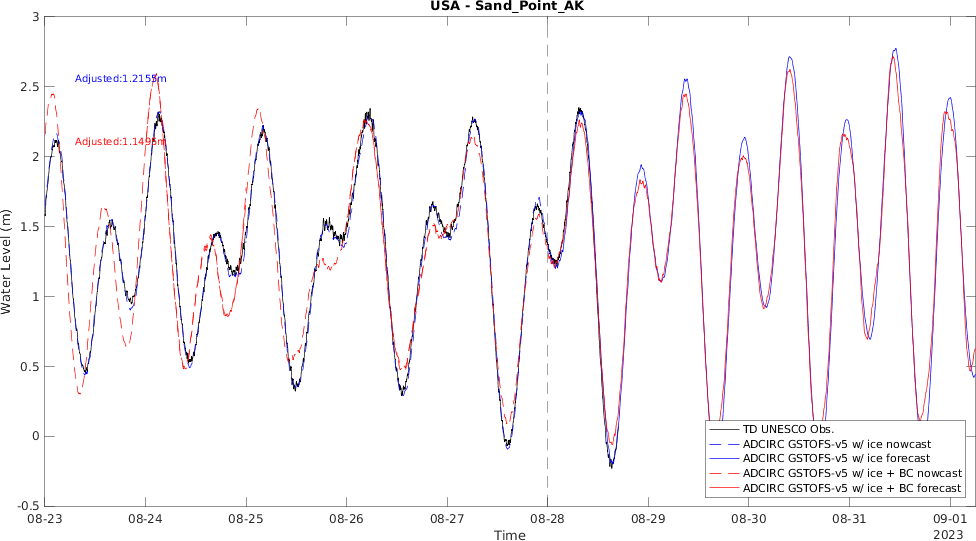 USA - Sand_Point_AK
3
2.5
2
1.5
1
0.5
0
-0.5
Water Level (m)
Adjusted:1.2155m
Adjusted:1.1495m
TD UNESCO Obs.
ADCIRC GSTOFS-v5 w/ ice nowcast
ADCIRC GSTOFS-v5 w/ ice forecast
ADCIRC GSTOFS-v5 w/ ice + BC nowcast
ADCIRC GSTOFS-v5 w/ ice + BC forecast
08-23 08-24 08-25 08-26 08-27 08-28 08-29 08-30 08-31 09-01
Time
2023